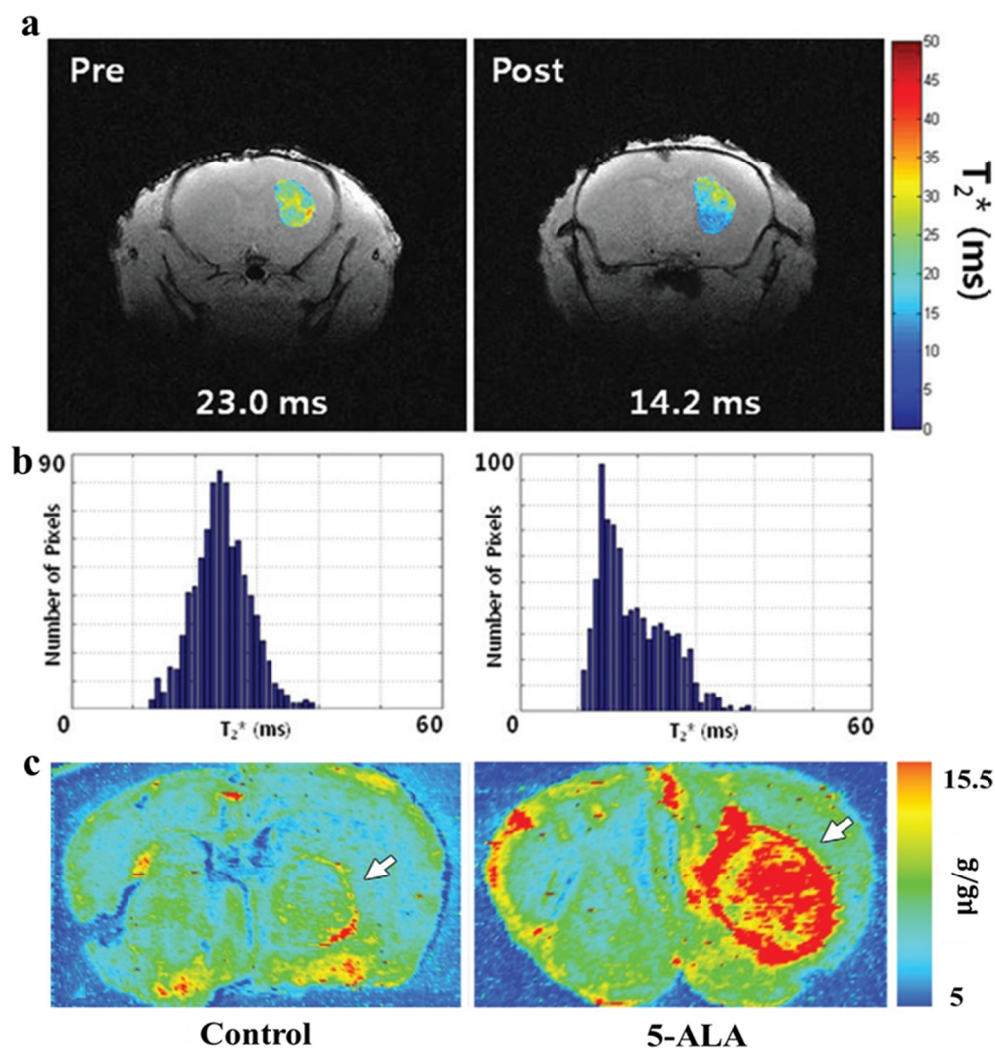 a
Pre
Post
23.0 ms
14.2 ms
50
45
40
35
30
25
20
15
10
5
0
T2* (ms)
b
90
Number of Pixels
0
T2* (ms)
60
100
Number of Pixels
0
T2* (ms)
60
c
15.5
µg/g
5
Control
5-ALA